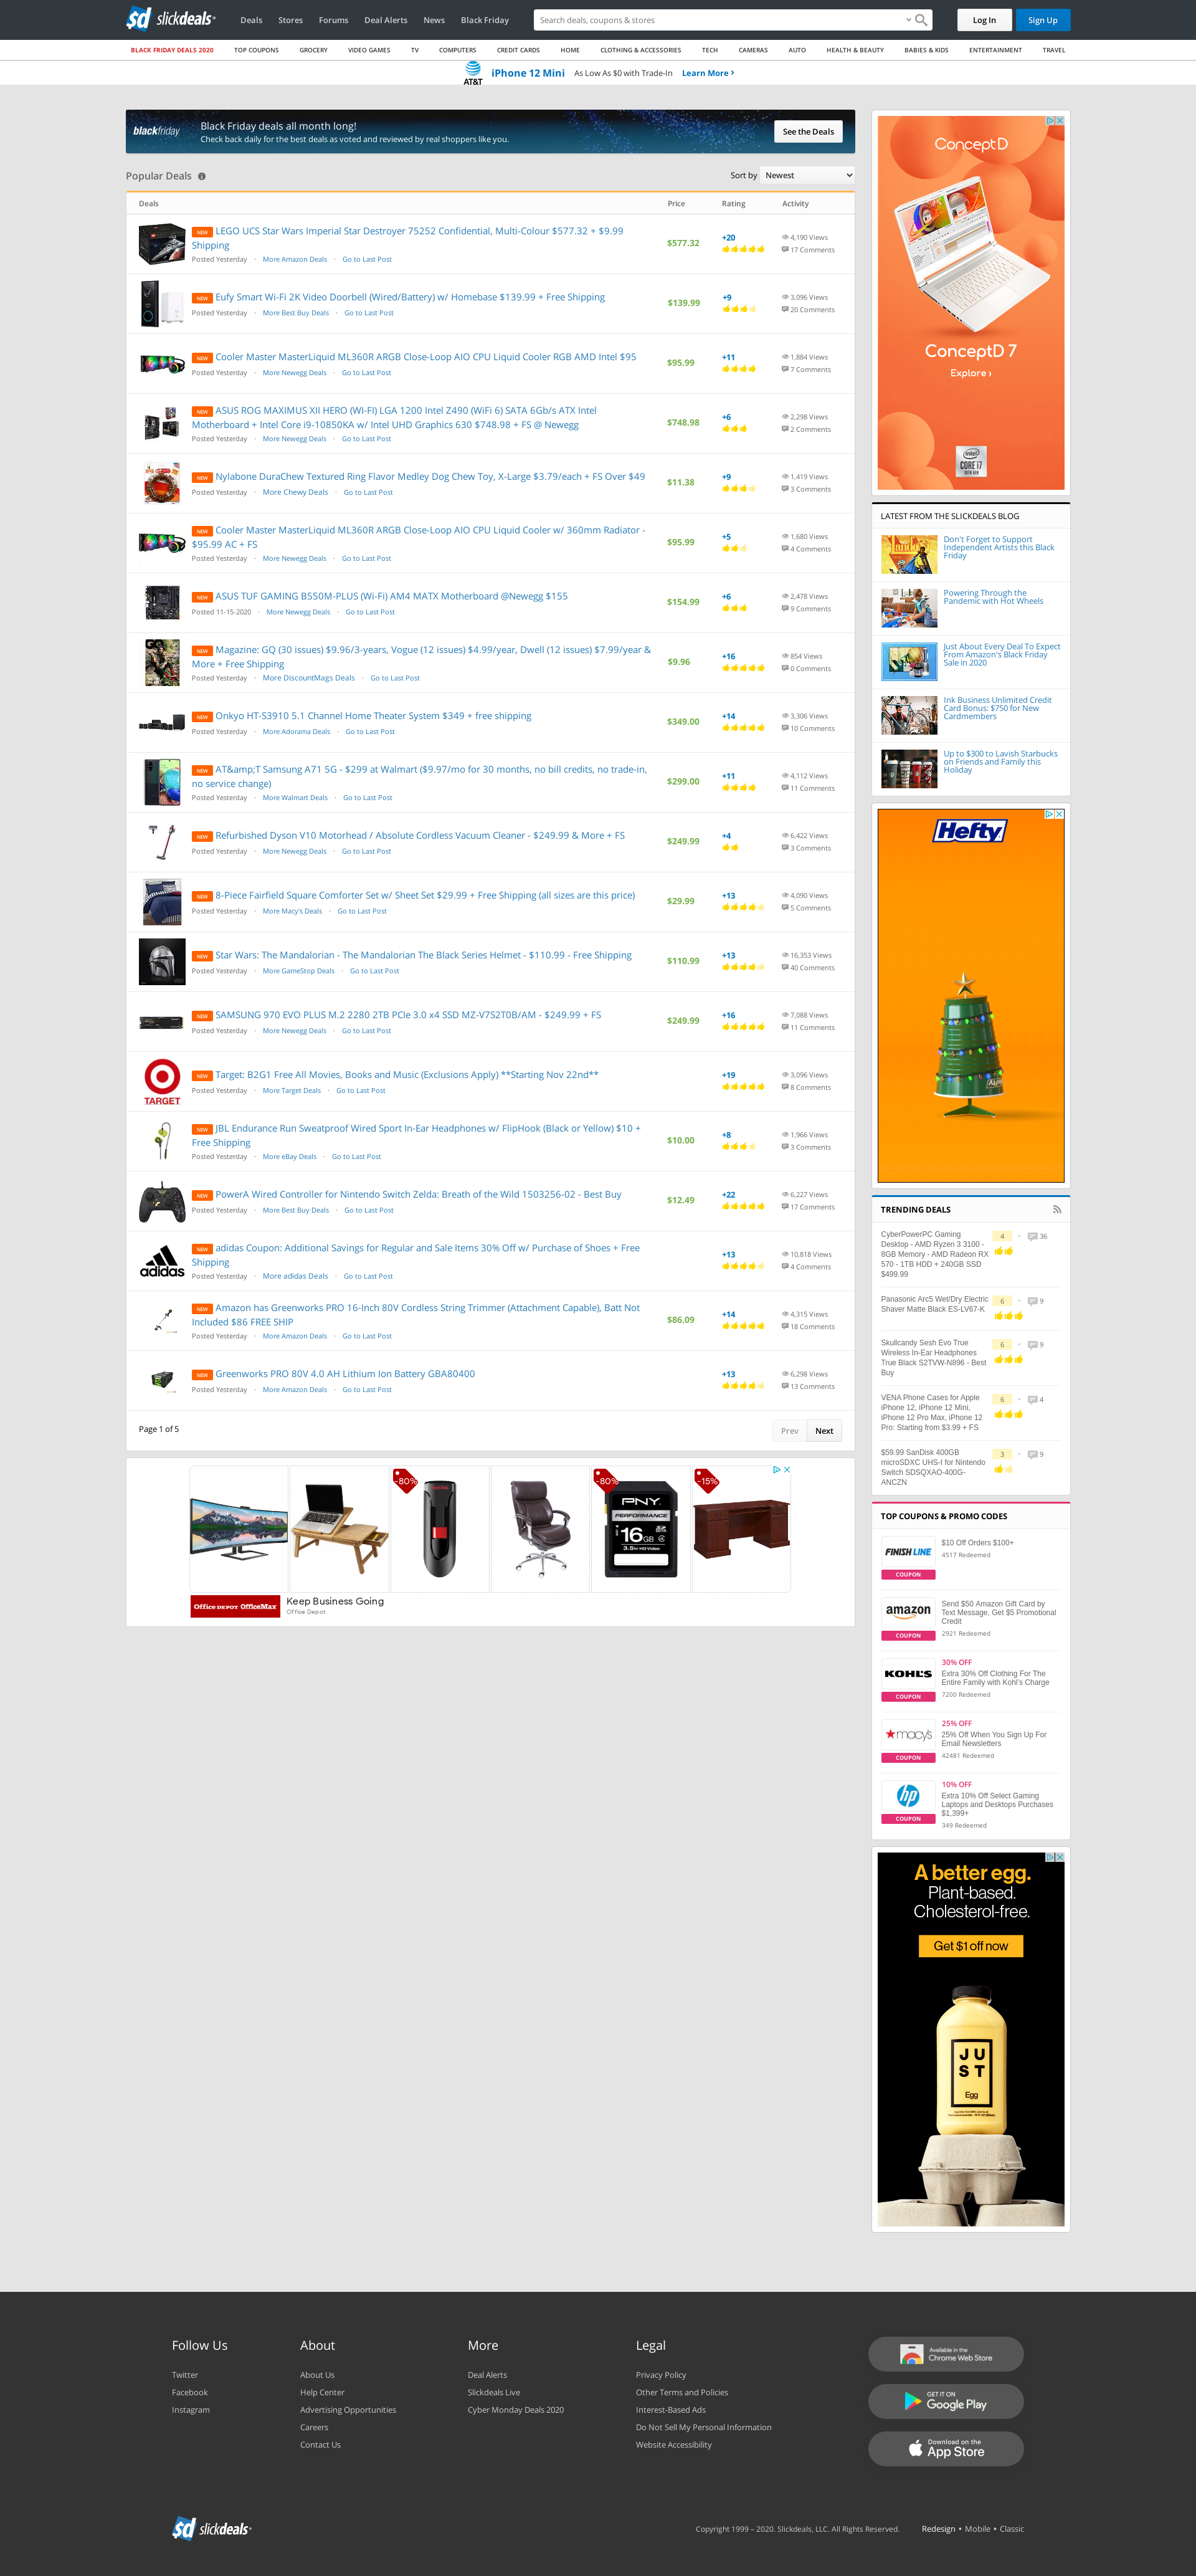 sd slickdeals
Deals Stores Forums Deal Alerts News Black Friday
Search deals, coupons & stores
Log In Sign Up
BLACK FRIDAY DEALS 2020 TOP COUPONS GROCERY VIDEO GAMES TV COMPUTERS CREDIT CARDS HOME CLOTHING & ACCESSORIES TECH CAMERAS AUTO HEALTH & BEAUTY BABIES & KIDS ENTERTAINMENT TRAVEL
AT&T iPhone 12 Mini As Low As $0 with Trade-In Learn More
blackfriday
Black Friday deals all month long!
Check back daily for the best deals as voted and reviewed by real shoppers like you.
See the Deals
Popular Deals
Sort by Newest
Deals Price Rating Activity
NEW LEGO UCS Star Wars Imperial Star Destroyer 75252 Confidential, Multi-Colour $577.32 + $9.99
Shipping
Posted Yesterday · More Amazon Deals · Go to Last Post
$577.32
+20
4,190 Views
17 Comments
NEW Eufy Smart Wi-Fi 2K Video Doorbell (Wired/Battery) w/ Homebase $139.99 + Free Shipping
Posted Yesterday · More Best Buy Deals · Go to Last Post
$139.99
+9
3,096 Views
20 Comments
NEW Cooler Master MasterLiquid ML360R ARGB Close-Loop AIO CPU Liquid Cooler RGB AMD Intel $95
Posted Yesterday · More Newegg Deals · Go to Last Post
$95.99
+11
1,884 Views
7 Comments
NEW ASUS ROG MAXIMUS XII HERO (WI-FI) LGA 1200 Intel Z490 (WiFi 6) SATA 6Gb/s ATX Intel
Motherboard + Intel Core i9-10850KA w/ Intel UHD Graphics 630 $748.98 + FS @ Newegg
Posted Yesterday · More Newegg Deals · Go to Last Post
$748.98
+6
2,298 Views
2 Comments
NEW Nylabone DuraChew Textured Ring Flavor Medley Dog Chew Toy, X-Large $3.79/each + FS Over $49
Posted Yesterday · More Chewy Deals · Go to Last Post
$11.38
+9
1,419 Views
3 Comments
NEW Cooler Master MasterLiquid ML360R ARGB Close-Loop AIO CPU Liquid Cooler w/ 360mm Radiator -
$95.99 AC + FS
Posted Yesterday · More Newegg Deals · Go to Last Post
$95.99
+5
1,680 Views
4 Comments
NEW ASUS TUF GAMING B550M-PLUS (Wi-Fi) AM4 MATX Motherboard @Newegg $155
Posted 11-15-2020 · More Newegg Deals · Go to Last Post
$154.99
+6
2,478 Views
9 Comments
NEW Magazine: GQ (30 issues) $9.96/3-years, Vogue (12 issues) $4.99/year, Dwell (12 issues) $7.99/year &
More + Free Shipping
Posted Yesterday · More DiscountMags Deals · Go to Last Post
$9.96
+16
854 Views
0 Comments
NEW Onkyo HT-S3910 5.1 Channel Home Theater System $349 + free shipping
Posted Yesterday · More Adorama Deals · Go to Last Post
$349.00
+14
3,306 Views
10 Comments
NEW AT&amp;T Samsung A71 5G - $299 at Walmart ($9.97/mo for 30 months, no bill credits, no trade-in,
no service change)
Posted Yesterday · More Walmart Deals · Go to Last Post
$299.00
+11
4,112 Views
11 Comments
NEW Refurbished Dyson V10 Motorhead / Absolute Cordless Vacuum Cleaner - $249.99 & More + FS
Posted Yesterday · More Newegg Deals · Go to Last Post
$249.99
+4
6,422 Views
3 Comments
NEW 8-Piece Fairfield Square Comforter Set w/ Sheet Set $29.99 + Free Shipping (all sizes are this price)
Posted Yesterday · More Macy's Deals · Go to Last Post
$29.99
+13
4,090 Views
5 Comments
NEW Star Wars: The Mandalorian - The Mandalorian The Black Series Helmet - $110.99 - Free Shipping
Posted Yesterday · More GameStop Deals · Go to Last Post
$110.99
+13
16,353 Views
40 Comments
NEW SAMSUNG 970 EVO PLUS M.2 2280 2TB PCIe 3.0 x4 SSD MZ-V7S2T0B/AM - $249.99 + FS
Posted Yesterday · More Newegg Deals · Go to Last Post
$249.99
+16
7,088 Views
11 Comments
TARGET
NEW Target: B2G1 Free All Movies, Books and Music (Exclusions Apply) **Starting Nov 22nd**
Posted Yesterday · More Target Deals · Go to Last Post
+19
3,096 Views
8 Comments
NEW JBL Endurance Run Sweatproof Wired Sport In-Ear Headphones w/ FlipHook (Black or Yellow) $10 +
Free Shipping
Posted Yesterday · More eBay Deals · Go to Last Post
$10.00
+8
1,966 Views
3 Comments
NEW PowerA Wired Controller for Nintendo Switch Zelda: Breath of the Wild 1503256-02 - Best Buy
Posted Yesterday · More Best Buy Deals · Go to Last Post
$12.49
+22
6,227 Views
17 Comments
adidas
NEW adidas Coupon: Additional Savings for Regular and Sale Items 30% Off w/ Purchase of Shoes + Free
Shipping
Posted Yesterday · More adidas Deals · Go to Last Post
+13
10,818 Views
4 Comments
NEW Amazon has Greenworks PRO 16-Inch 80V Cordless String Trimmer (Attachment Capable), Batt Not
Included $86 FREE SHIP
Posted Yesterday · More Amazon Deals · Go to Last Post
$86.09
+14
4,315 Views
18 Comments
NEW Greenworks PRO 80V 4.0 AH Lithium Ion Battery GBA80400
Posted Yesterday · More Amazon Deals · Go to Last Post
+13
6,298 Views
13 Comments
Page 1 of 5
Prev Next
-80% -80% -15%
PNY
PERFORMANCE
16GB
Office DEPOT OfficeMax
Keep Business Going
Office Depot
ConceptD
ConceptD 7
Explore ›
intel
CORE i7
LATEST FROM THE SLICKDEALS BLOG
Don't Forget to Support
Independent Artists this Black
Friday
Powering Through the
Pandemic with Hot Wheels
Just About Every Deal To Expect
From Amazon's Black Friday
Sale in 2020
Ink Business Unlimited Credit
Card Bonus: $750 for New
Cardmembers
Up to $300 to Lavish Starbucks
on Friends and Family this
Holiday
Hefty
TRENDING DEALS
CyberPowerPC Gaming
Desktop - AMD Ryzen 3 3100 -
8GB Memory - AMD Radeon RX
570 - 1TB HDD + 240GB SSD
$499.99
4 · 36
Panasonic Arc5 Wet/Dry Electric
Shaver Matte Black ES-LV67-K
6 · 9
Skullcandy Sesh Evo True
Wireless In-Ear Headphones
True Black S2TVW-N896 - Best
Buy
6 · 9
VENA Phone Cases for Apple
iPhone 12, iPhone 12 Mini,
iPhone 12 Pro Max, iPhone 12
Pro: Starting from $3.99 + FS
6 · 4
$59.99 SanDisk 400GB
microSDXC UHS-I for Nintendo
Switch SDSQXAO-400G-
ANCZN
3 · 9
TOP COUPONS & PROMO CODES
FINISH LINE
COUPON
$10 Off Orders $100+
4517 Redeemed
amazon
COUPON
Send $50 Amazon Gift Card by
Text Message, Get $5 Promotional
Credit
2921 Redeemed
KOHL'S
COUPON
30% OFF
Extra 30% Off Clothing For The
Entire Family with Kohl's Charge
7200 Redeemed
macy's
COUPON
25% OFF
25% Off When You Sign Up For
Email Newsletters
42481 Redeemed
hp
COUPON
10% OFF
Extra 10% Off Select Gaming
Laptops and Desktops Purchases
$1,399+
349 Redeemed
A better egg.
Plant-based.
Cholesterol-free.
Get $1 off now
JUST
Egg
Follow Us
Twitter
Facebook
Instagram
About
About Us
Help Center
Advertising Opportunities
Careers
Contact Us
More
Deal Alerts
Slickdeals Live
Cyber Monday Deals 2020
Legal
Privacy Policy
Other Terms and Policies
Interest-Based Ads
Do Not Sell My Personal Information
Website Accessibility
Available in the
Chrome Web Store
GET IT ON
Google Play
Download on the
App Store
sd slickdeals
Copyright 1999 – 2020. Slickdeals, LLC. All Rights Reserved.
Redesign • Mobile • Classic